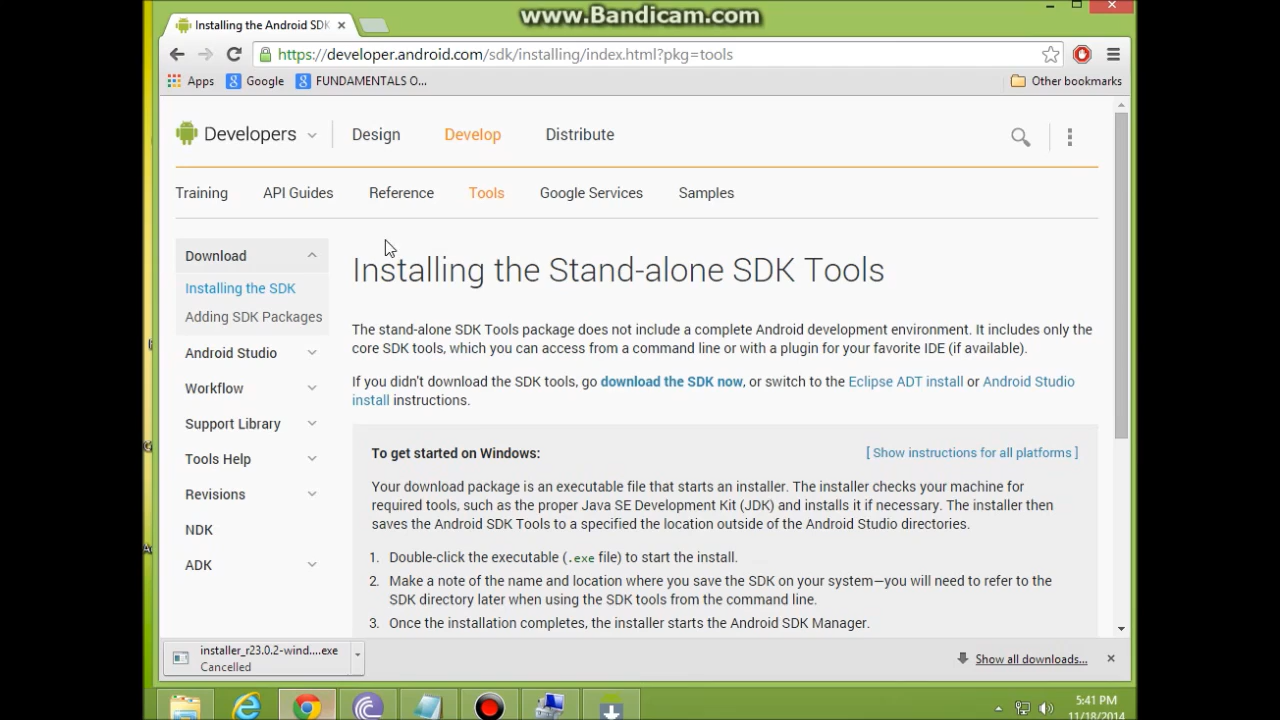 www.Bandicam.com
Installing the Android SDK
https://developer.android.com/sdk/installing/index.html?pkg=tools
Apps Google FUNDAMENTALS O... Other bookmarks
Developers Design Develop Distribute
Training API Guides Reference Tools Google Services Samples
Download
Installing the SDK
Adding SDK Packages
Android Studio
Workflow
Support Library
Tools Help
Revisions
NDK
ADK
Installing the Stand-alone SDK Tools
The stand-alone SDK Tools package does not include a complete Android development environment. It includes only the
core SDK tools, which you can access from a command line or with a plugin for your favorite IDE (if available).
If you didn't download the SDK tools, go download the SDK now, or switch to the Eclipse ADT install or Android Studio
install instructions.
To get started on Windows: [ Show instructions for all platforms ]
Your download package is an executable file that starts an installer. The installer checks your machine for
required tools, such as the proper Java SE Development Kit (JDK) and installs it if necessary. The installer then
saves the Android SDK Tools to a specified the location outside of the Android Studio directories.
1. Double-click the executable (.exe file) to start the install.
2. Make a note of the name and location where you save the SDK on your system—you will need to refer to the
SDK directory later when using the SDK tools from the command line.
3. Once the installation completes, the installer starts the Android SDK Manager.
installer_r23.0.2-wind....exe
Cancelled
Show all downloads...
5:41 PM
11/18/2014